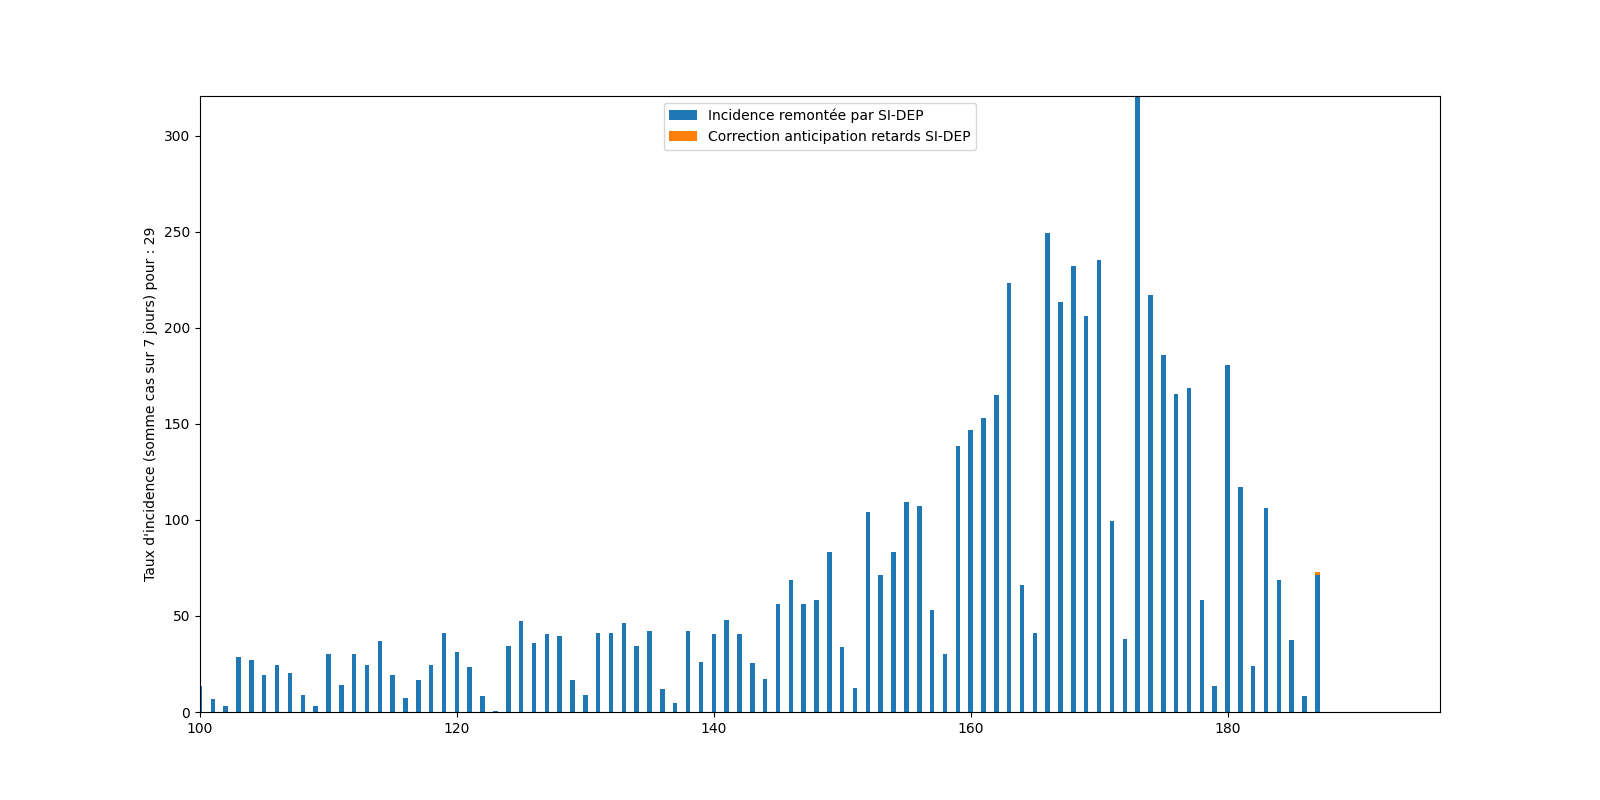 Incidence remontée par SI-DEP
Correction anticipation retards SI-DEP
Taux d'incidence (somme cas sur 7 jours) pour : 29
300
250
200
150
100
50
0
100 120 140 160 180